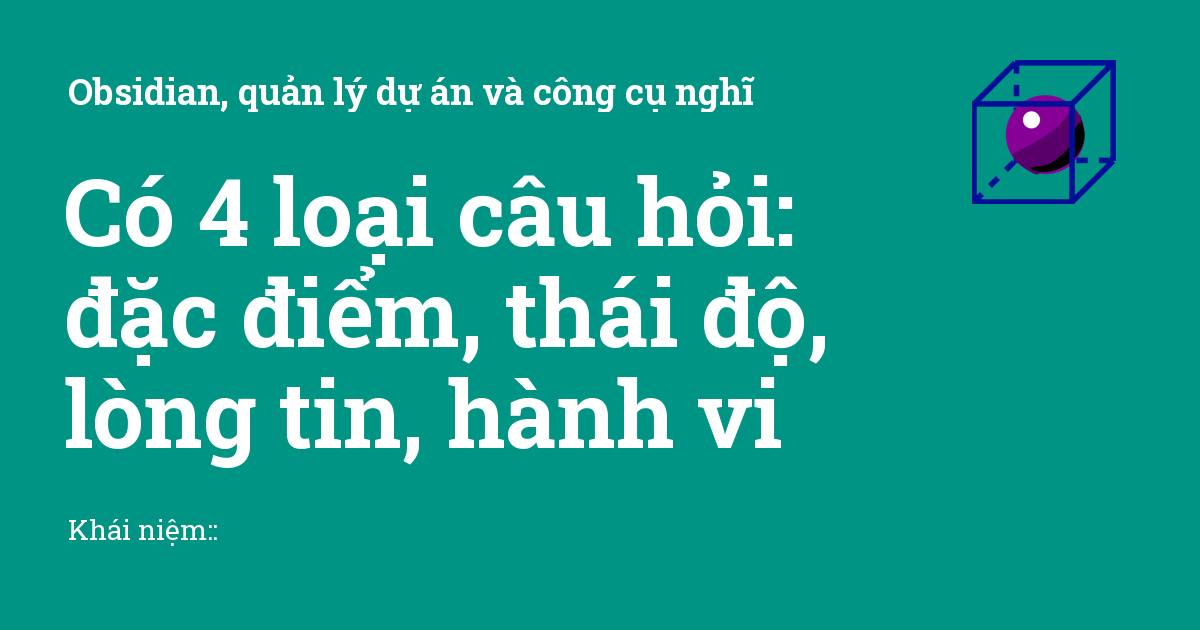 Obsidian, quản lý dự án và công cụ nghĩ
Có 4 loại câu hỏi:
đặc điểm, thái độ,
lòng tin, hành vi
Khái niệm::